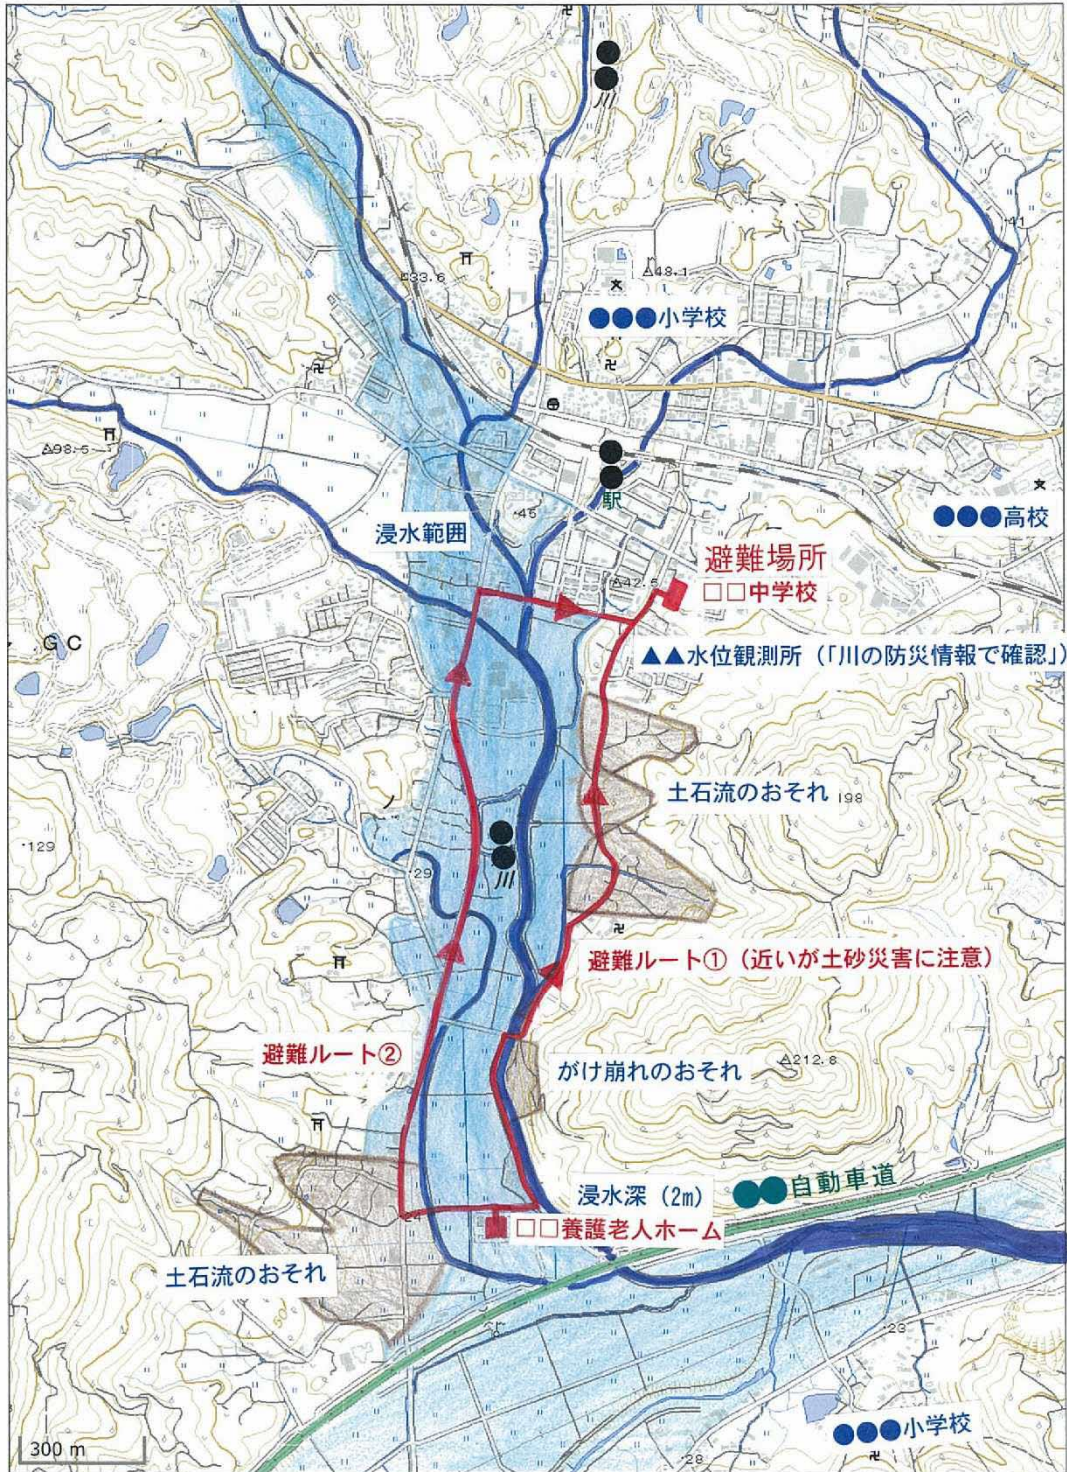 ●●川
50
・41
△33.6
△48.1
●●●小学校
△98.5
●●駅
●●●高校
・45
浸水範囲
避難場所
□□中学校
△42.5
GC
▲▲水位観測所（「川の防災情報で確認」）
土石流のおそれ
198
・129
●●川
・29
避難ルート①（近いが土砂災害に注意）
避難ルート②
がけ崩れのおそれ
△212.8
浸水深（2m）
●●自動車道
・24
□□養護老人ホーム
土石流のおそれ
50
・23
●●●小学校
・28
300 m